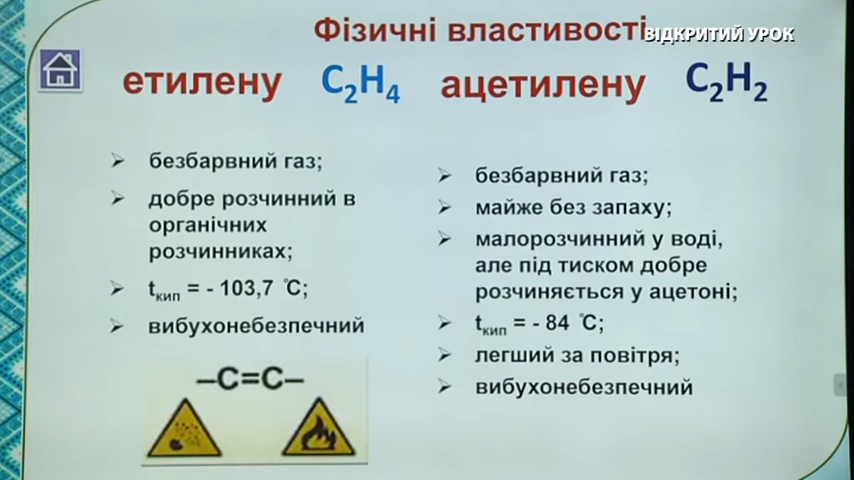 Фізичні властивості
ВІДКРИТИЙ УРОК
етилену C₂H₄ ацетилену C₂H₂
➢ безбарвний газ;
➢ добре розчинний в
органічних
розчинниках;
➢ tкип = - 103,7 °C;
➢ вибухонебезпечний
–C=C–
➢ безбарвний газ;
➢ майже без запаху;
➢ малорозчинний у воді,
але під тиском добре
розчиняється у ацетоні;
➢ tкип = - 84 °C;
➢ легший за повітря;
➢ вибухонебезпечний